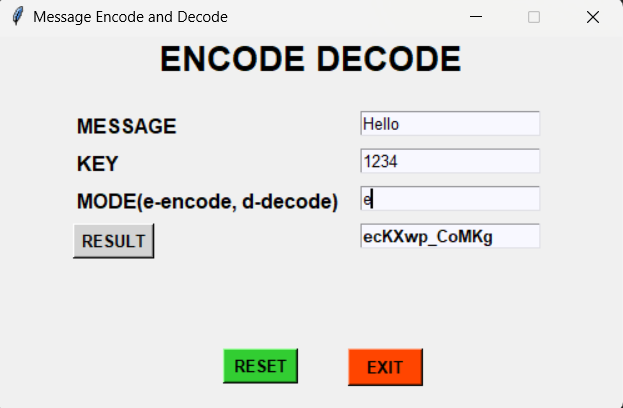 Message Encode and Decode
ENCODE DECODE
MESSAGE Hello
KEY 1234
MODE(e-encode, d-decode) e
RESULT ecKXwp_CoMKg
RESET EXIT